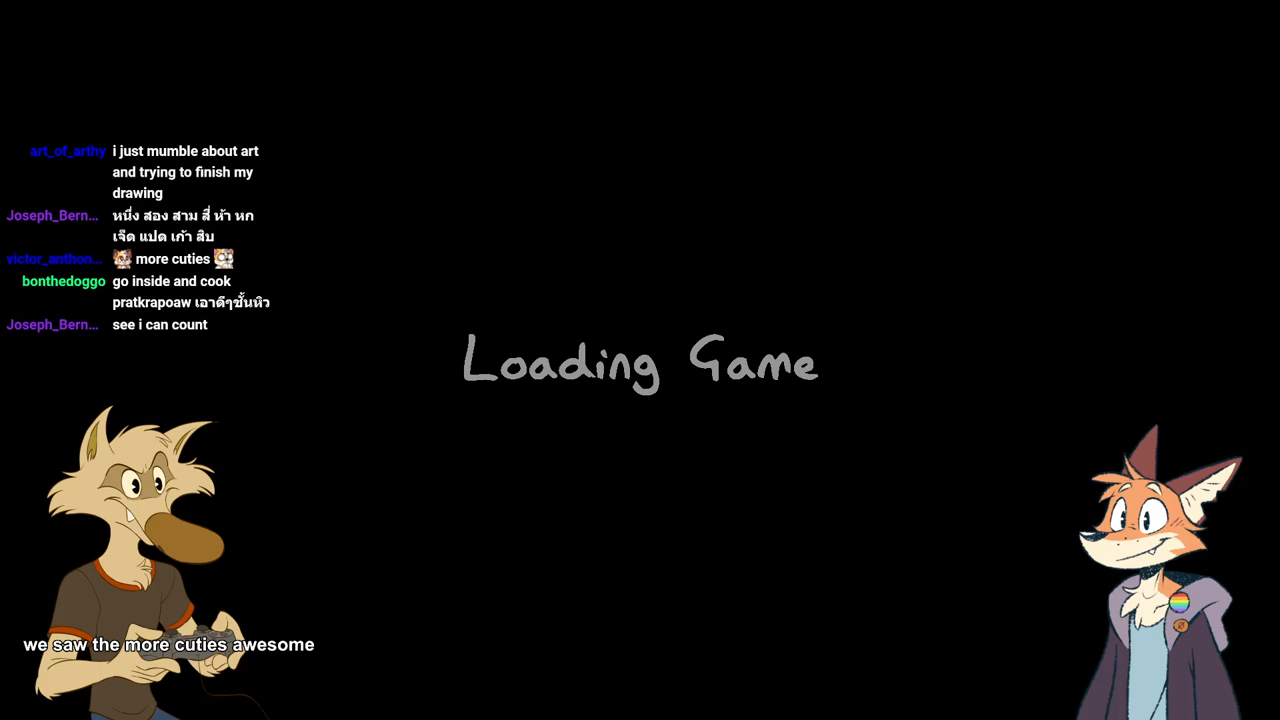 art_of_arthy i just mumble about art
and trying to finish my
drawing
Joseph_Bern... หนึ่ง สอง สาม สี่ ห้า หก
เจ็ด แปด เก้า สิบ
victor_anthon... more cuties
bonthedoggo go inside and cook
pratkrapoaw เอาดีๆชั้นหิว
Joseph_Bern... see i can count
Loading Game
we saw the more cuties awesome